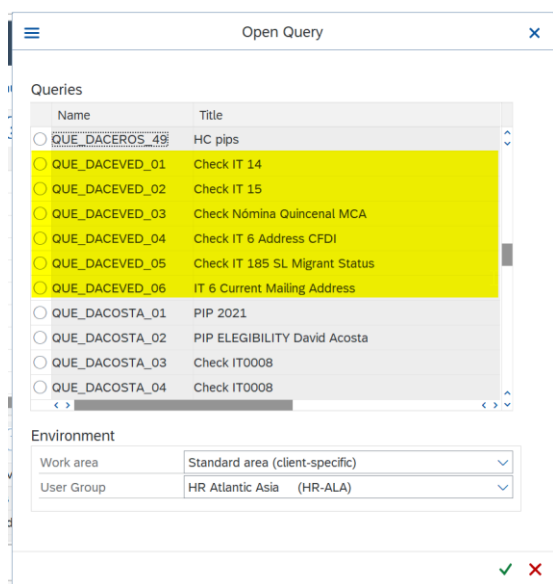 Open Query
Queries
Name Title
QUE_DACEROS_49 HC pips
QUE_DACEVED_01 Check IT 14
QUE_DACEVED_02 Check IT 15
QUE_DACEVED_03 Check Nómina Quincenal MCA
QUE_DACEVED_04 Check IT 6 Address CFDI
QUE_DACEVED_05 Check IT 185 SL Migrant Status
QUE_DACEVED_06 IT 6 Current Mailing Address
QUE_DACOSTA_01 PIP 2021
QUE_DACOSTA_02 PIP ELEGIBILITY David Acosta
QUE_DACOSTA_03 Check IT0008
QUE_DACOSTA_04 Check IT0008
Environment
Work area Standard area (client-specific)
User Group HR Atlantic Asia (HR-ALA)